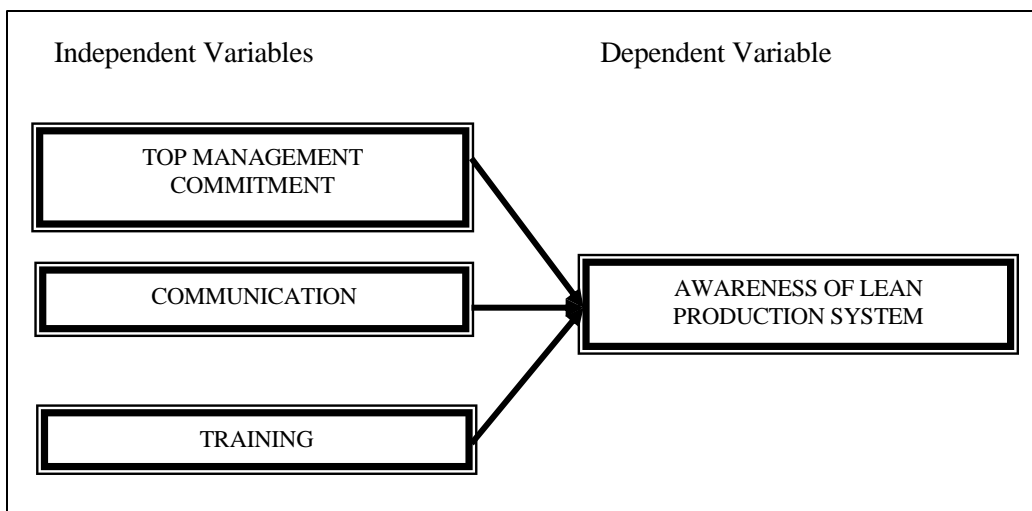 Independent Variables
Dependent Variable
TOP MANAGEMENT
COMMITMENT
COMMUNICATION
TRAINING
AWARENESS OF LEAN
PRODUCTION SYSTEM